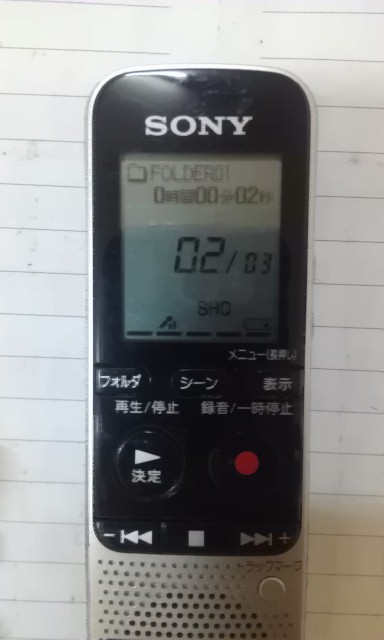 SONY
FOLDER01
0時間00分02秒
02/03
SHQ
メニュー(長押し)
フォルダ シーン 表示
再生/停止 録音/一時停止
決定
- +
トラックマーク